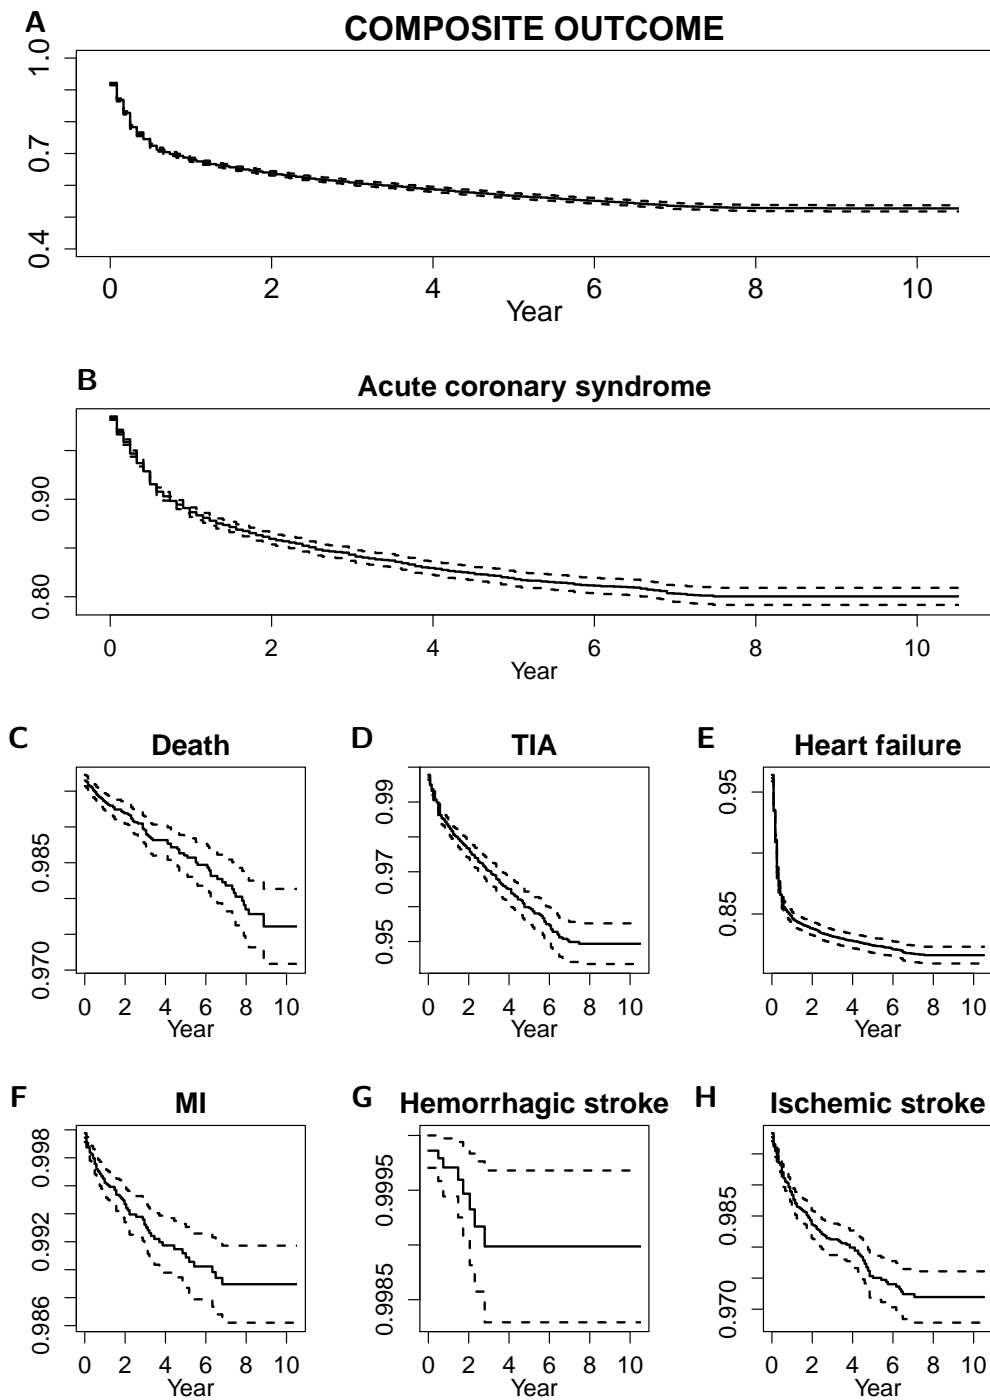 A
COMPOSITE OUTCOME
1.0
0.7
0.4
0 2 4 6 8 10
Year
B
Acute coronary syndrome
0.90
0.80
0 2 4 6 8 10
Year
C
Death
0.985
0.970
0 2 4 6 8 10
Year
D
TIA
0.99
0.97
0.95
0 2 4 6 8 10
Year
E
Heart failure
0.95
0.85
0 2 4 6 8 10
Year
F
MI
0.998
0.992
0.986
0 2 4 6 8 10
Year
G
Hemorrhagic stroke
0.9995
0.9985
0 2 4 6 8 10
Year
H
Ischemic stroke
0.985
0.970
0 2 4 6 8 10
Year